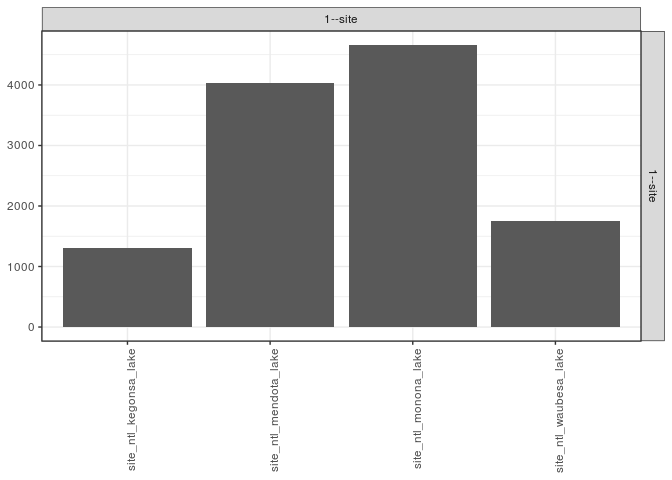 1--site
4000
3000
2000
1000
0
1--site
site_ntl_kegonsa_lake
site_ntl_mendota_lake
site_ntl_monona_lake
site_ntl_waubesa_lake